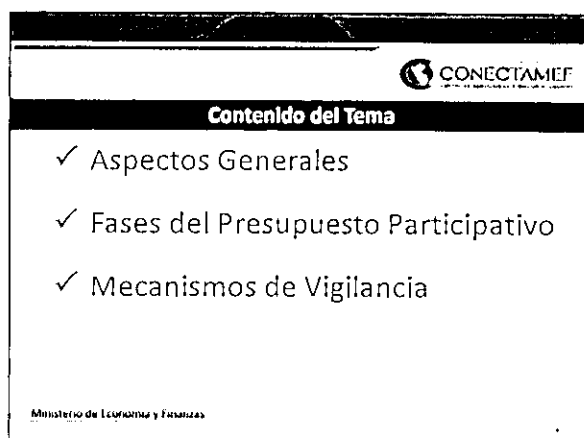 CONECTAMEF
Contenido del Tema
✓ Aspectos Generales
✓ Fases del Presupuesto Participativo
✓ Mecanismos de Vigilancia
Ministerio de Economía y Finanzas